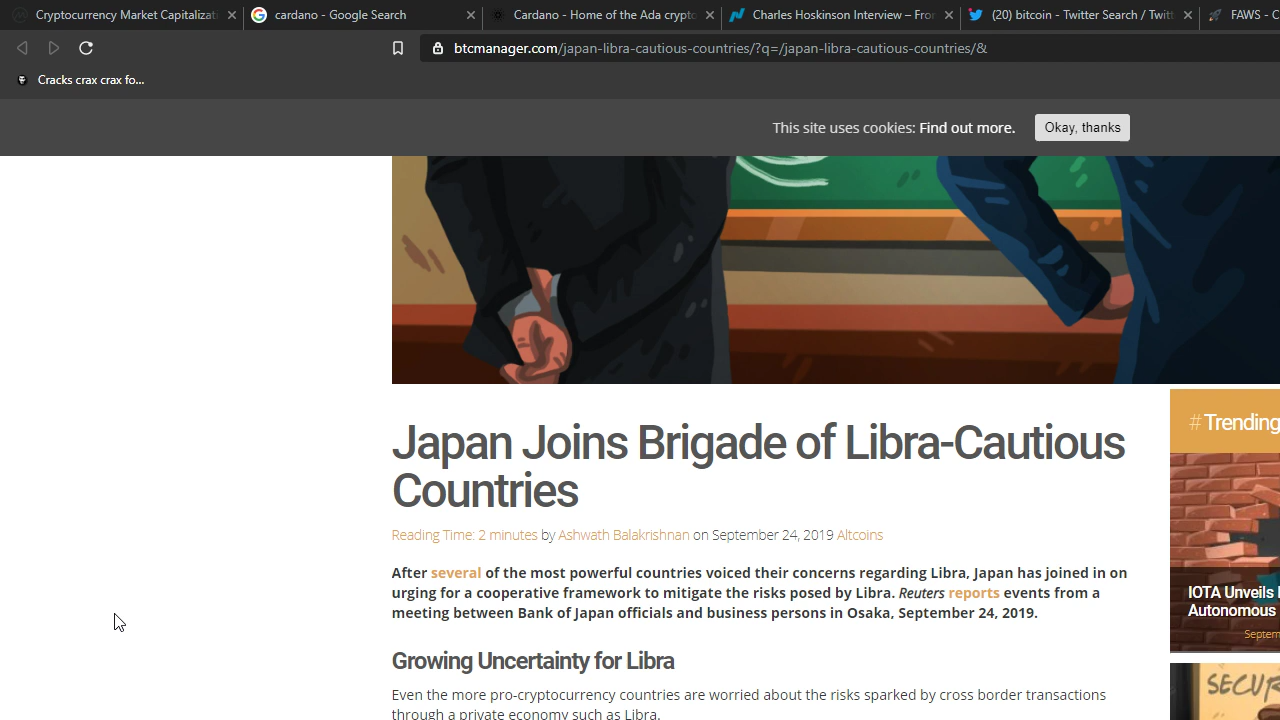 Cryptocurrency Market Capitalizat
cardano - Google Search
Cardano - Home of the Ada crypto
Charles Hoskinson Interview – Fror
(20) bitcoin - Twitter Search / Twitt
FAWS - C
btcmanager.com/japan-libra-cautious-countries/?q=/japan-libra-cautious-countries/&
Cracks crax crax fo...
This site uses cookies: Find out more.
Okay, thanks
Japan Joins Brigade of Libra-Cautious
Countries
Reading Time: 2 minutes by Ashwath Balakrishnan on September 24, 2019 Altcoins
After several of the most powerful countries voiced their concerns regarding Libra, Japan has joined in on
urging for a cooperative framework to mitigate the risks posed by Libra. Reuters reports events from a
meeting between Bank of Japan officials and business persons in Osaka, September 24, 2019.
Growing Uncertainty for Libra
Even the more pro-cryptocurrency countries are worried about the risks sparked by cross border transactions
through a private economy such as Libra.
#Trending
IOTA Unveils
Autonomous
Septem
SECUR